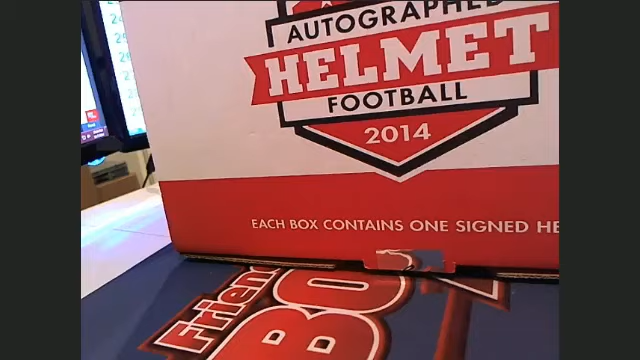 AUTOGRAPHED
HELMET
FOOTBALL
2014
EACH BOX CONTAINS ONE SIGNED HE
Frien
BO